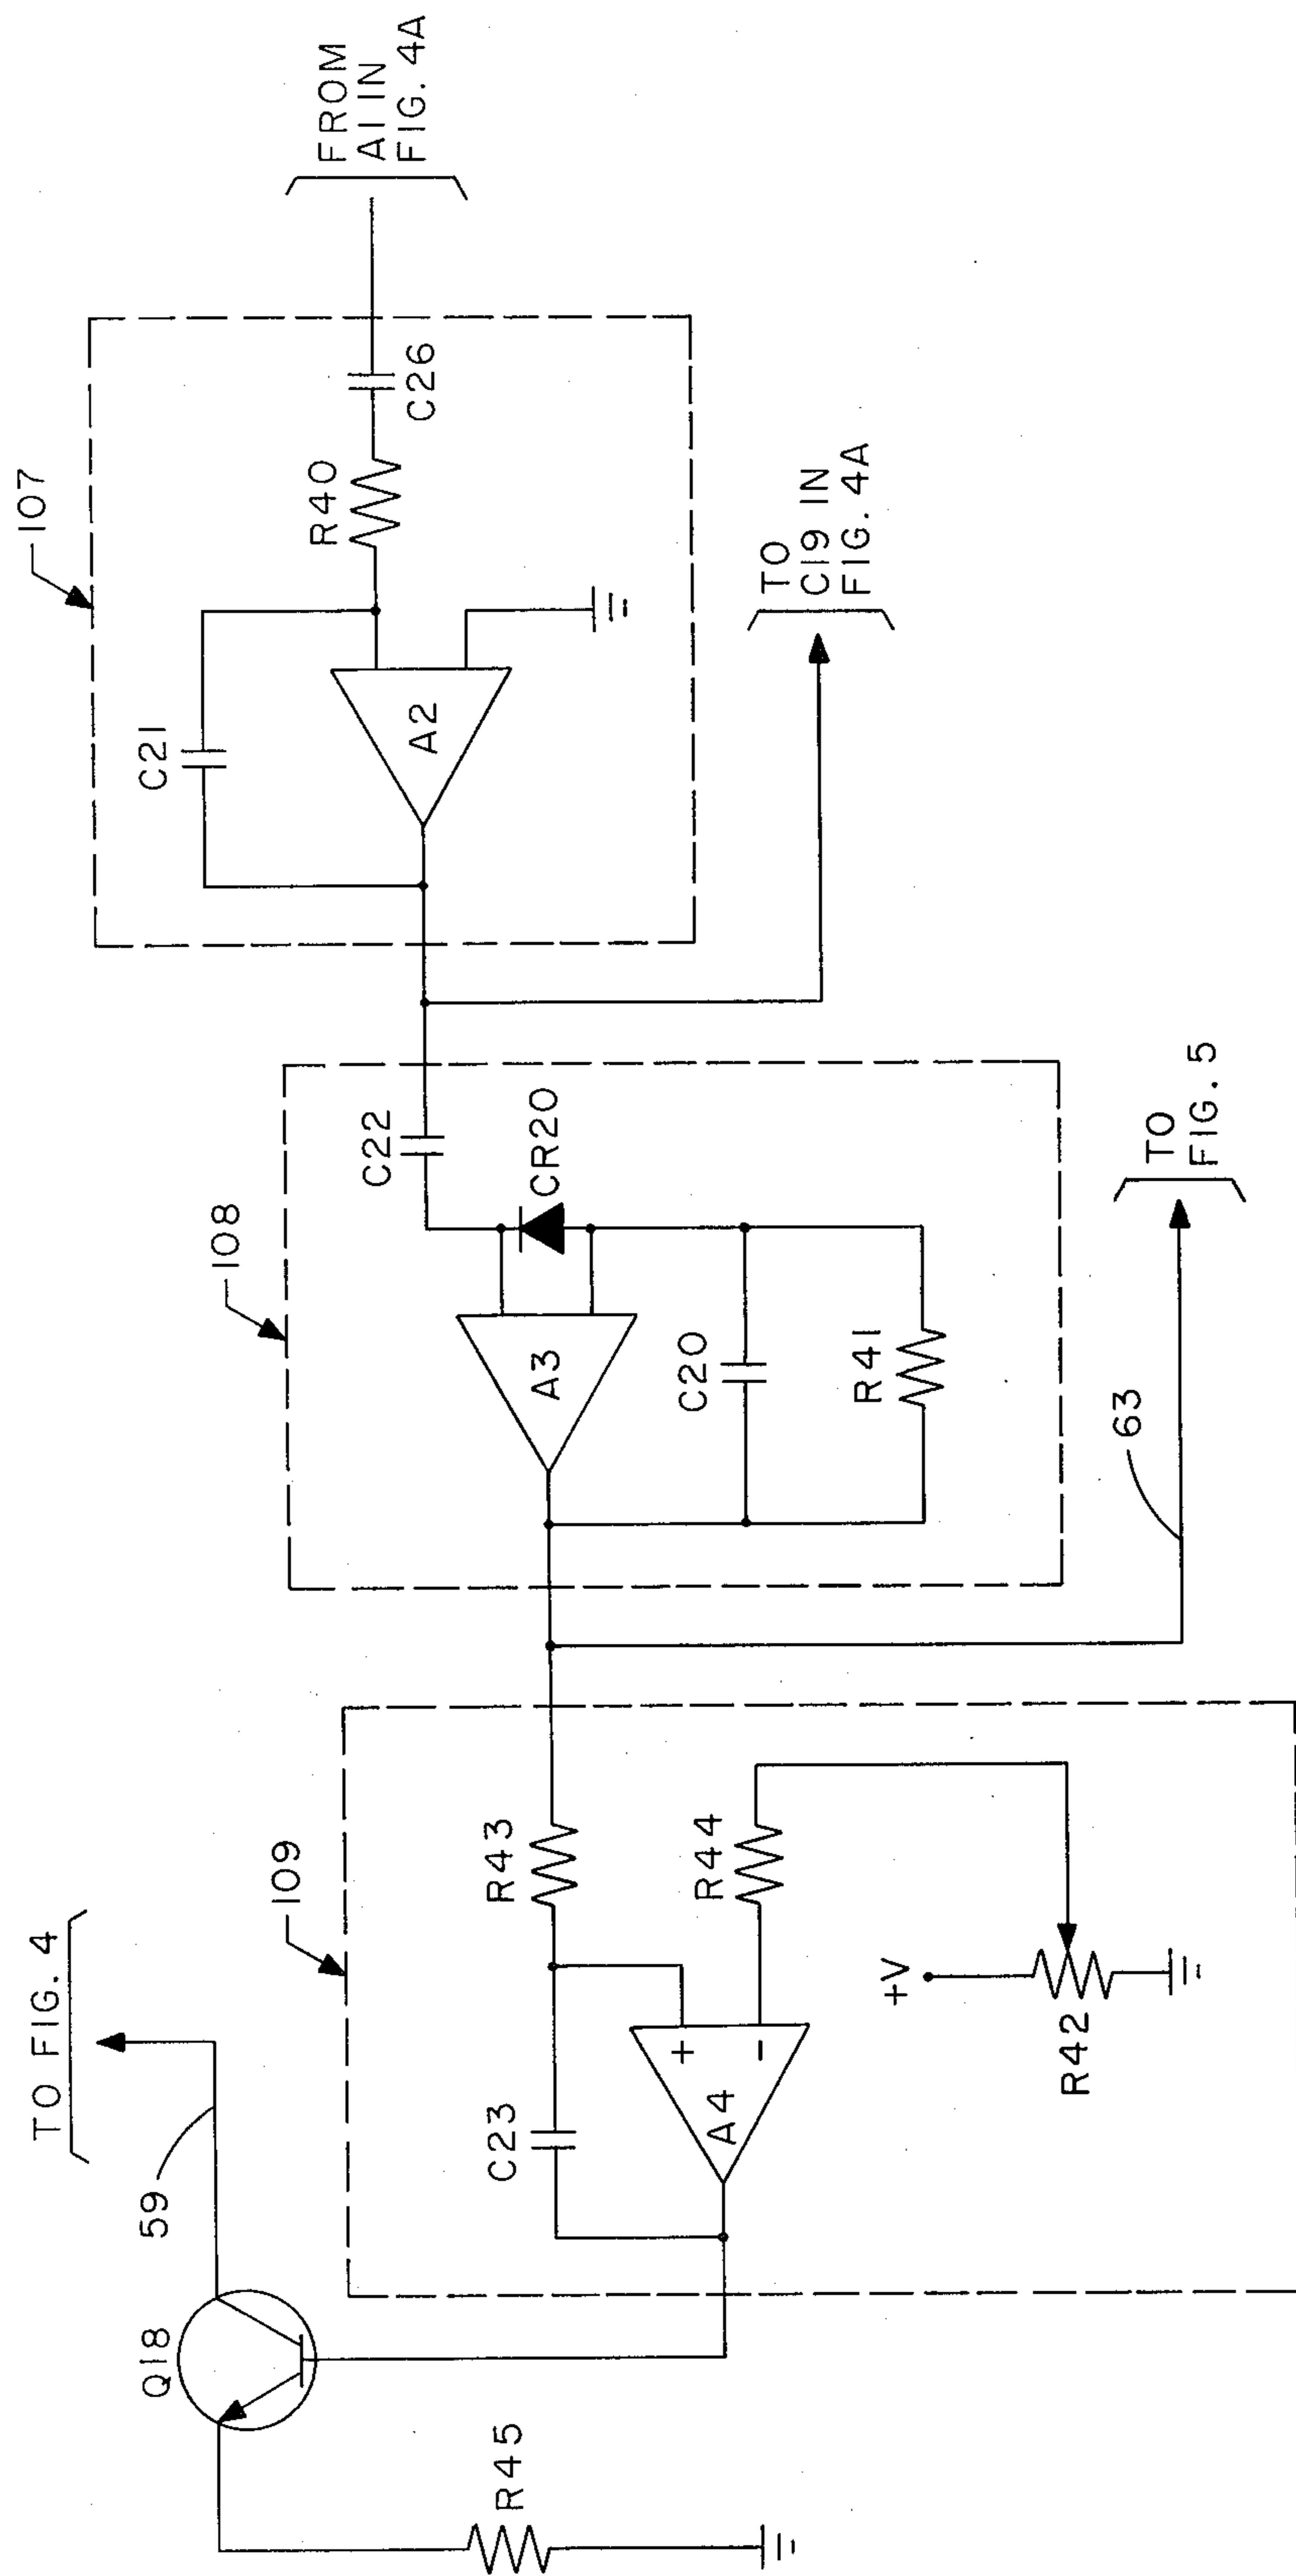 FROM
A1 IN
FIG. 4A
107
C26
R40
C21
A2
TO
C19 IN
FIG. 4A
108
C22
CR20
A3
C20
R41
TO
FIG. 5
63
109
R43
R44
+V
R42
C23
+
-
A4
TO FIG. 4
59
Q18
R45